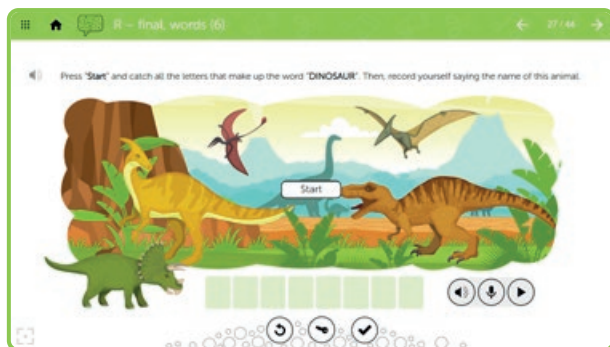 R – final, words (6)
27 / 44
Press "Start" and catch all the letters that make up the word "DINOSAUR". Then, record yourself saying the name of this animal.
Start